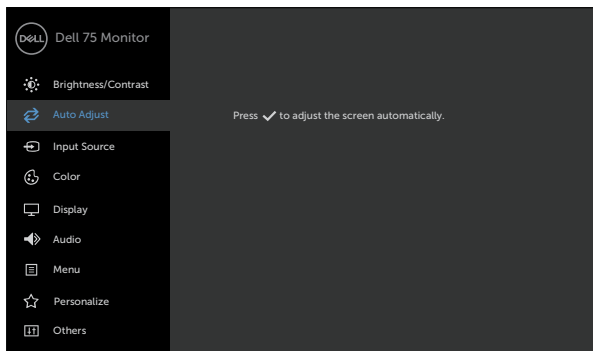 DELL Dell 75 Monitor
Brightness/Contrast
Auto Adjust
Press to adjust the screen automatically.
Input Source
Color
Display
Audio
Menu
Personalize
Others